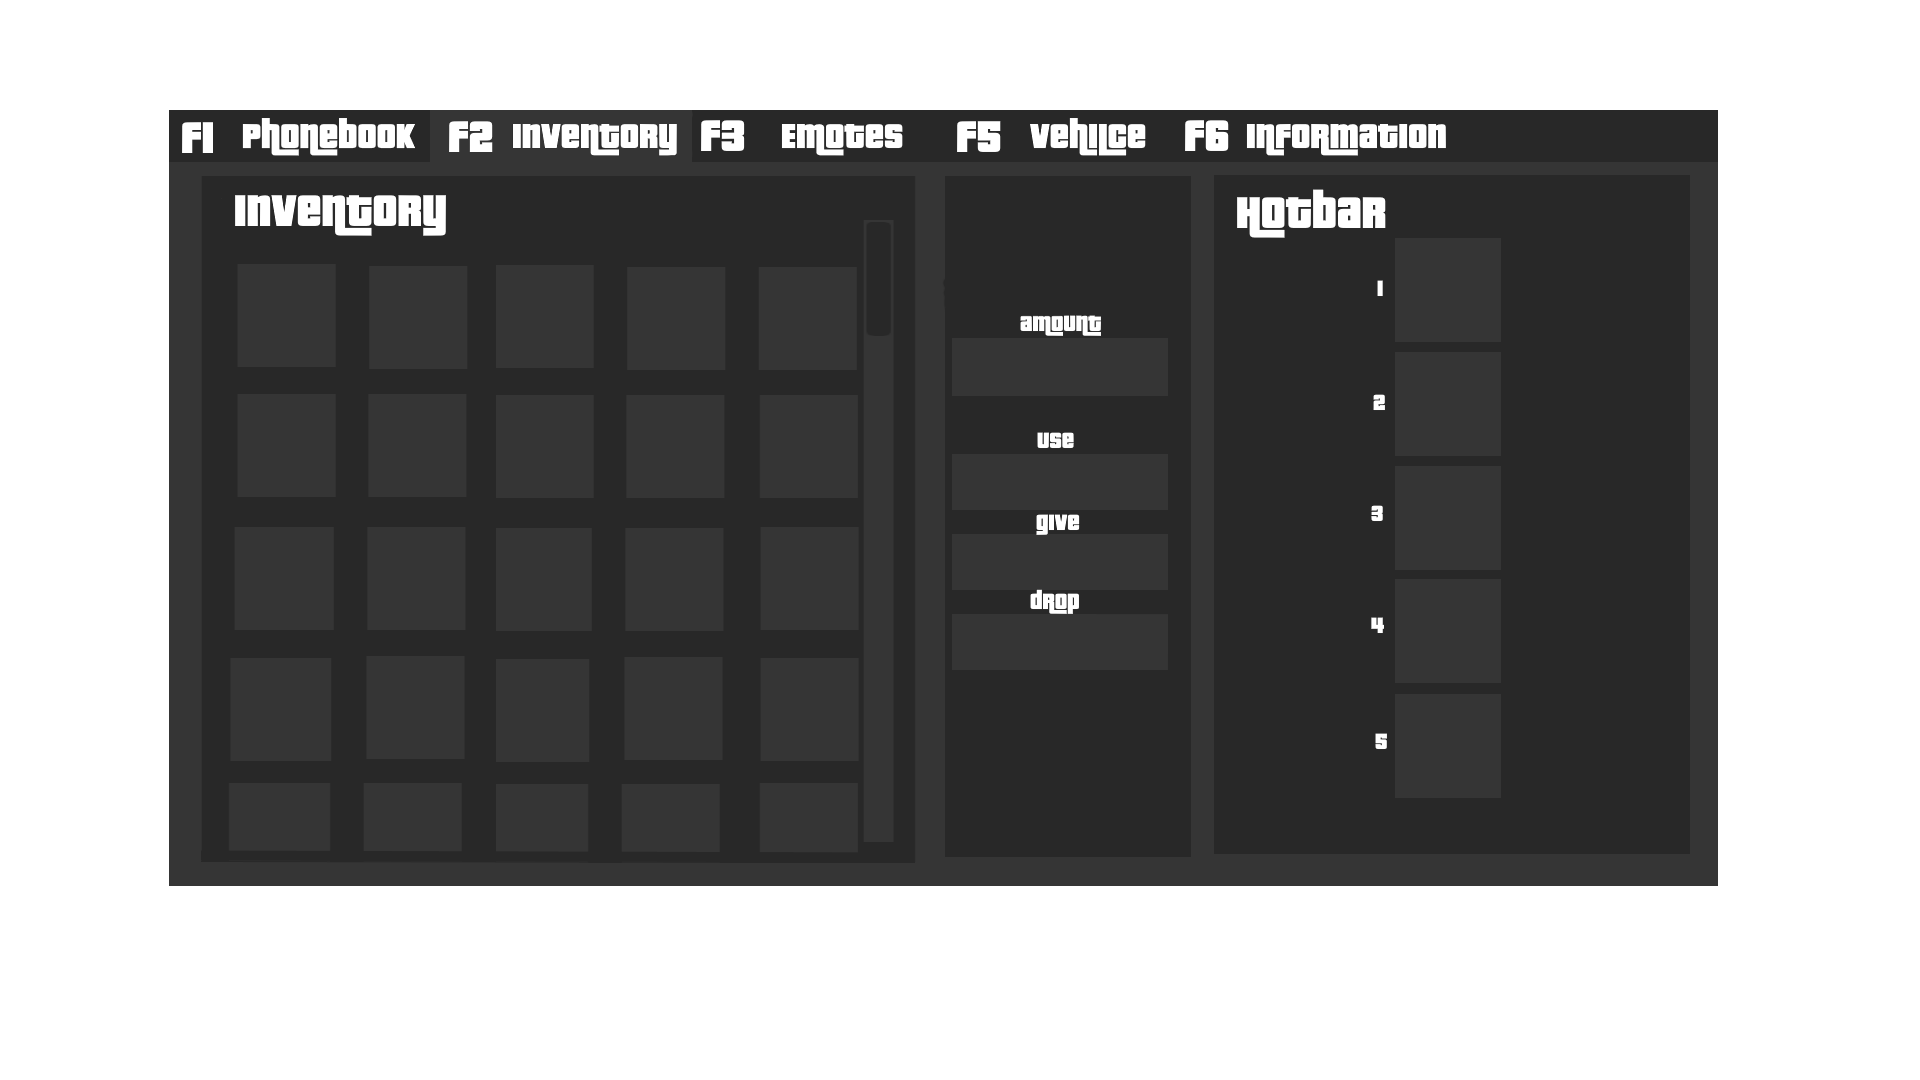 F1 Phonebook F2 Inventory F3 Emotes F5 Vehilce F6 Information
Inventory
Hotbar
amount
use
give
drop
1
2
3
4
5